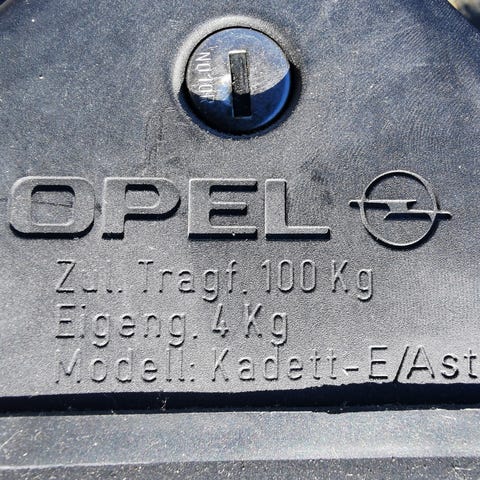 OPEL
Zul. Tragf. 100 Kg
Eigeng. 4 Kg
Modell: Kadett-E/Ast